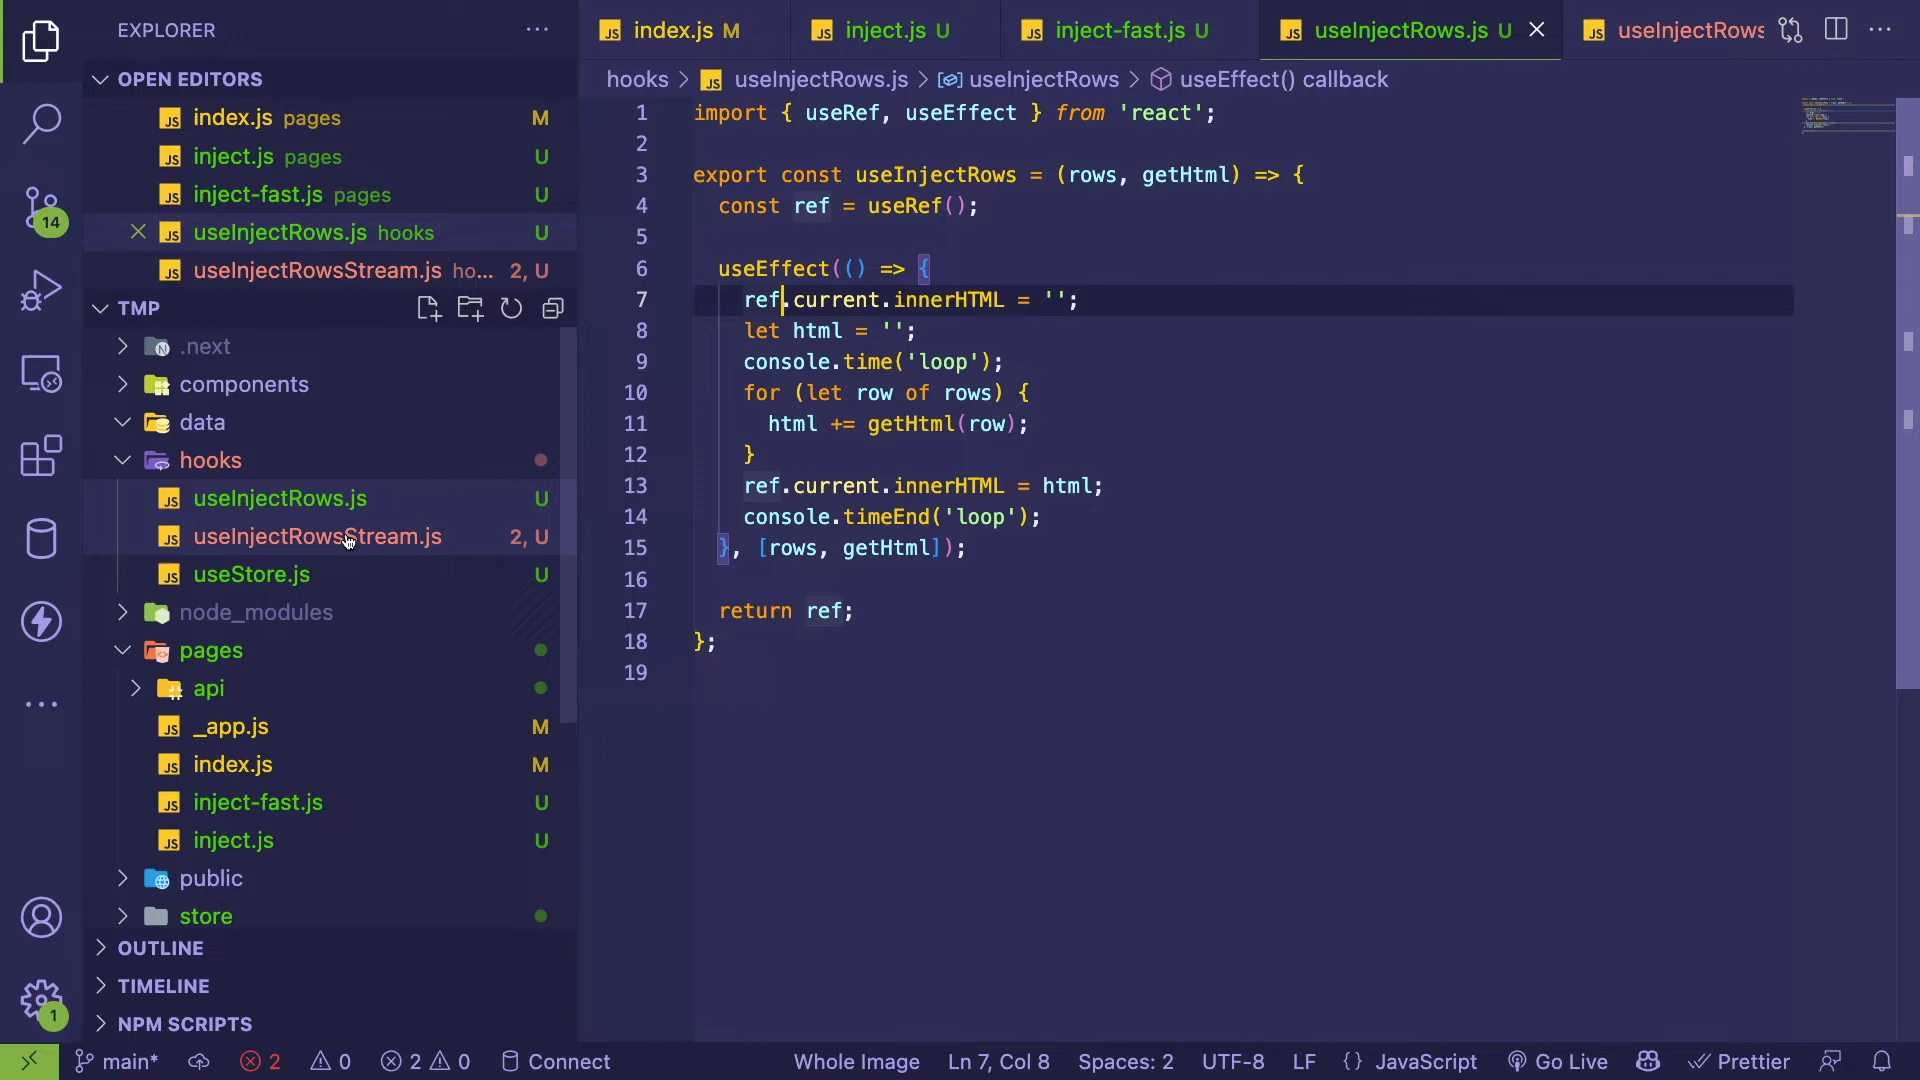 EXPLORER
OPEN EDITORS
index.js pages M
inject.js pages U
inject-fast.js pages U
useInjectRows.js hooks U
useInjectRowsStream.js ho... 2, U
TMP
.next
components
data
hooks
useInjectRows.js U
useInjectRowsStream.js 2, U
useStore.js U
node_modules
pages
api
_app.js M
index.js M
inject-fast.js U
inject.js U
public
store
OUTLINE
TIMELINE
NPM SCRIPTS
14
1
index.js M
inject.js U
inject-fast.js U
useInjectRows.js U
useInjectRows
hooks > useInjectRows.js > useInjectRows > useEffect() callback
1 import { useRef, useEffect } from 'react';
2
3 export const useInjectRows = (rows, getHtml) => {
4 const ref = useRef();
5
6 useEffect(() => {
7 ref.current.innerHTML = '';
8 let html = '';
9 console.time('loop');
10 for (let row of rows) {
11 html += getHtml(row);
12 }
13 ref.current.innerHTML = html;
14 console.timeEnd('loop');
15 }, [rows, getHtml]);
16
17 return ref;
18 };
19
main* 2 0 2 0 Connect Whole Image Ln 7, Col 8 Spaces: 2 UTF-8 LF {} JavaScript Go Live Prettier